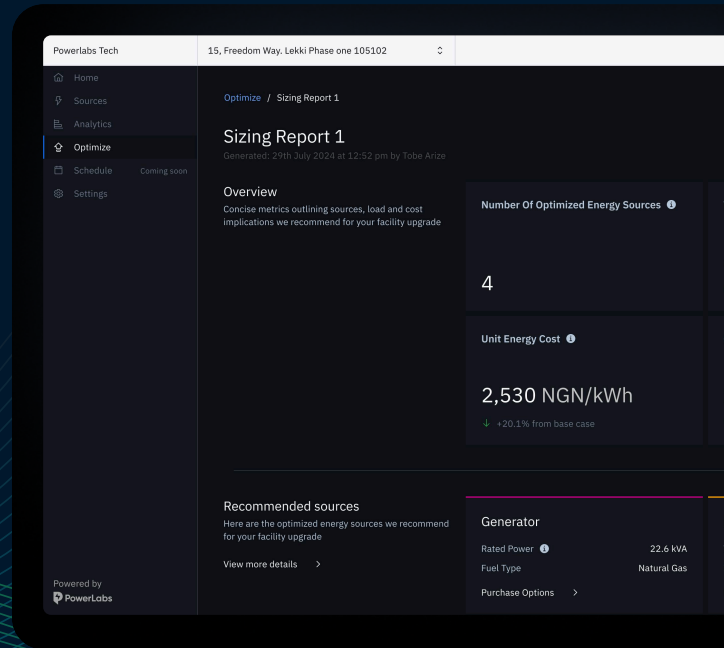 Powerlabs Tech
15, Freedom Way. Lekki Phase one 105102
Home
Sources
Analytics
Optimize
Schedule Coming soon
Settings
Powered by
PowerLabs
Optimize / Sizing Report 1
Sizing Report 1
Generated: 29th July 2024 at 12:52 pm by Tobe Arize
Overview
Concise metrics outlining sources, load and cost
implications we recommend for your facility upgrade
Number Of Optimized Energy Sources
4
Unit Energy Cost
2,530 NGN/kWh
+20.1% from base case
Recommended sources
Here are the optimized energy sources we recommend
for your facility upgrade
View more details
Generator
Rated Power 22.6 kVA
Fuel Type Natural Gas
Purchase Options